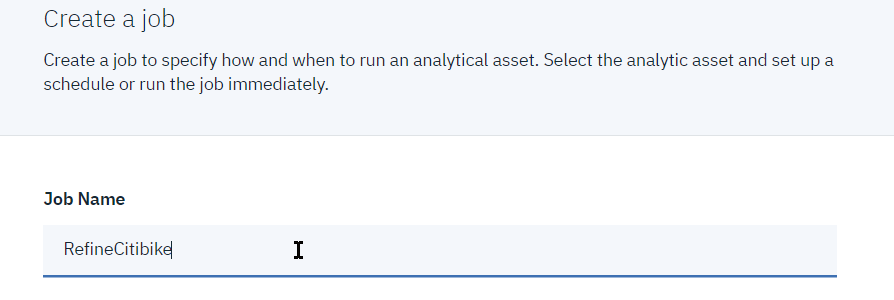 Create a job
Create a job to specify how and when to run an analytical asset. Select the analytic asset and set up a
schedule or run the job immediately.
Job Name
RefineCitibike